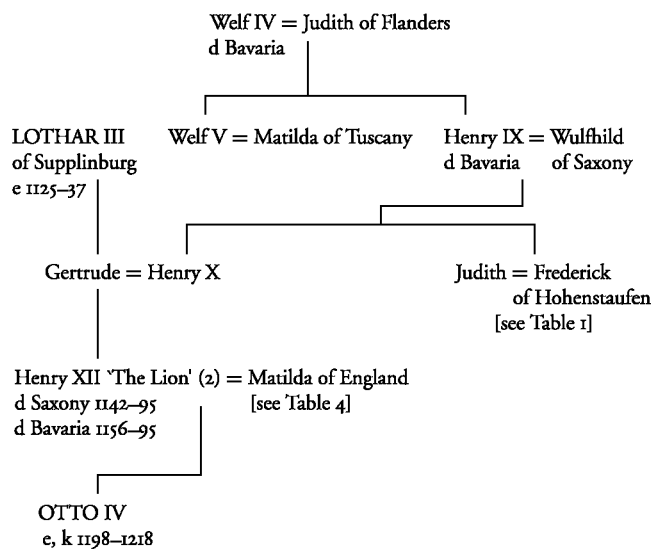 Welf IV = Judith of Flanders
d Bavaria
LOTHAR III
of Supplinburg
e 1125–37
Welf V = Matilda of Tuscany
Henry IX = Wulfhild
d Bavaria of Saxony
Gertrude = Henry X
Judith = Frederick
of Hohenstaufen
[see Table 1]
Henry XII 'The Lion' (2) = Matilda of England
d Saxony 1142–95 [see Table 4]
d Bavaria 1156–95
OTTO IV
e, k 1198–1218